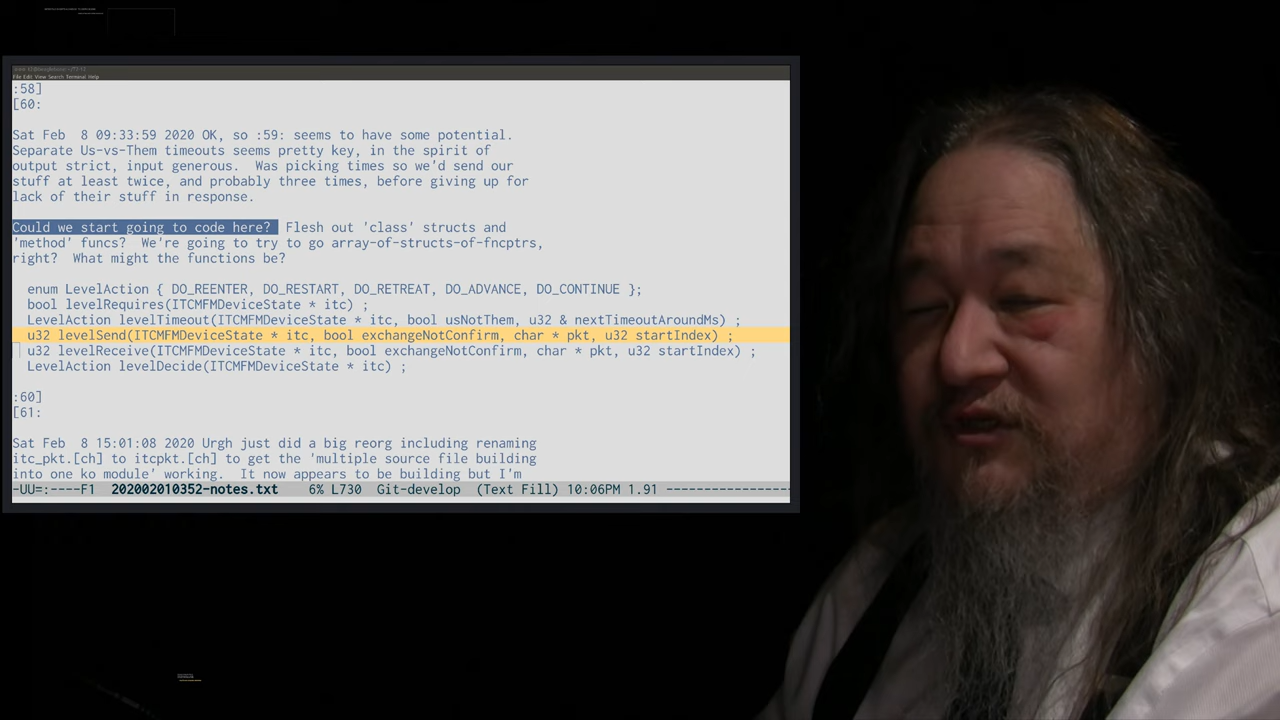 File Edit View Search Terminal Help
:58]
[60:
Sat Feb  8 09:33:59 2020 OK, so :59: seems to have some potential.
Separate Us-vs-Them timeouts seems pretty key, in the spirit of
output strict, input generous.  Was picking times so we'd send our
stuff at least twice, and probably three times, before giving up for
lack of their stuff in response.
Could we start going to code here?  Flesh out 'class' structs and
'method' funcs?  We're going to try to go array-of-structs-of-fncptrs,
right?  What might the functions be?
enum LevelAction { DO_REENTER, DO_RESTART, DO_RETREAT, DO_ADVANCE, DO_CONTINUE };
bool levelRequires(ITCMFMDeviceState * itc) ;
LevelAction levelTimeout(ITCMFMDeviceState * itc, bool usNotThem, u32 & nextTimeoutAroundMs) ;
u32 levelSend(ITCMFMDeviceState * itc, bool exchangeNotConfirm, char * pkt, u32 startIndex) ;
u32 levelReceive(ITCMFMDeviceState * itc, bool exchangeNotConfirm, char * pkt, u32 startIndex) ;
LevelAction levelDecide(ITCMFMDeviceState * itc) ;
:60]
[61:
Sat Feb  8 15:01:08 2020 Urgh just did a big reorg including renaming
itc_pkt.[ch] to itcpkt.[ch] to get the 'multiple source file building
into one ko module' working.  It now appears to be building but I'm
-UU=:----F1  202002010352-notes.txt    6% L730  Git-develop  (Text Fill) 10:06PM 1.91 -----------------